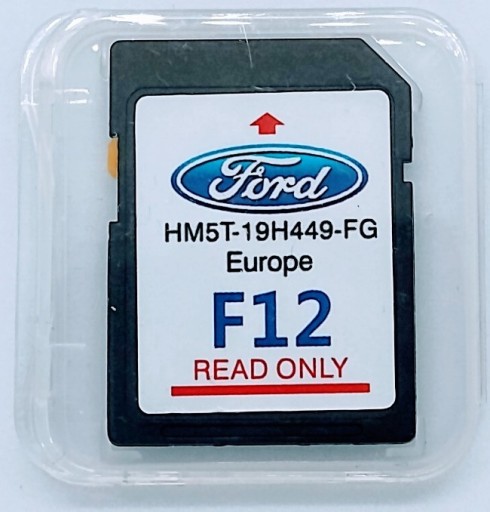 Ford
HM5T-19H449-FG
Europe
F12
READ ONLY